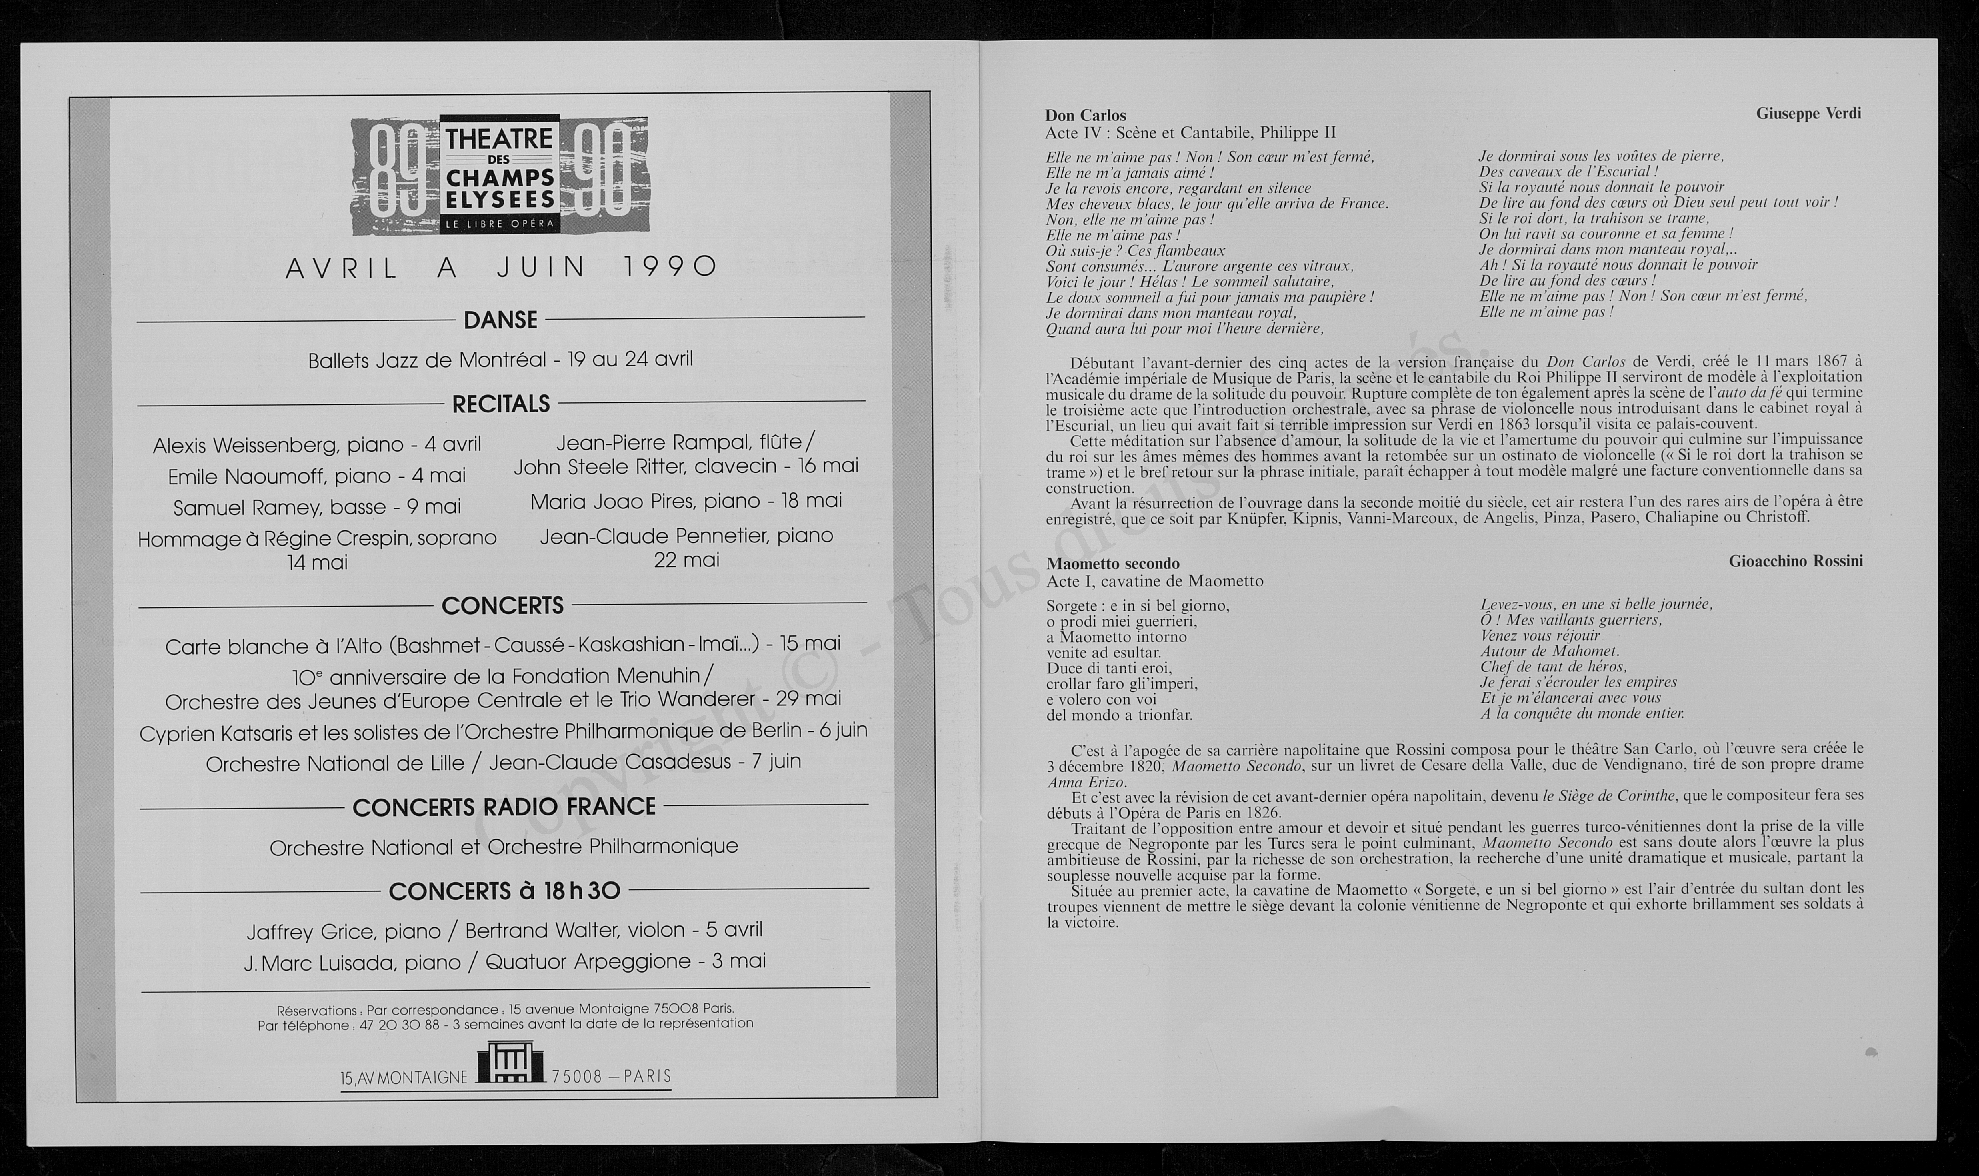 89 THEATRE 90
DES
CHAMPS
ELYSEES
LE LIBRE OPÉRA
AVRIL A JUIN 1990
DANSE
Ballets Jazz de Montréal - 19 au 24 avril
RECITALS
Alexis Weissenberg, piano - 4 avril
Emile Naoumoff, piano - 4 mai
Samuel Ramey, basse - 9 mai
Hommage à Régine Crespin, soprano
14 mai
Jean-Pierre Rampal, flûte /
John Steele Ritter, clavecin - 16 mai
Maria Joao Pires, piano - 18 mai
Jean-Claude Pennetier, piano
22 mai
CONCERTS
Carte blanche à l'Alto (Bashmet - Caussé - Kaskashian - Imaï...) - 15 mai
10e anniversaire de la Fondation Menuhin /
Orchestre des Jeunes d'Europe Centrale et le Trio Wanderer - 29 mai
Cyprien Katsaris et les solistes de l'Orchestre Philharmonique de Berlin - 6 juin
Orchestre National de Lille / Jean-Claude Casadesus - 7 juin
CONCERTS RADIO FRANCE
Orchestre National et Orchestre Philharmonique
CONCERTS à 18 h 30
Jaffrey Grice, piano / Bertrand Walter, violon - 5 avril
J. Marc Luisada, piano / Quatuor Arpeggione - 3 mai
Réservations : Par correspondance : 15 avenue Montaigne 75008 Paris.
Par téléphone : 47 20 30 88 - 3 semaines avant la date de la représentation
15, AV MONTAIGNE 75008 – PARIS
Don Carlos Giuseppe Verdi
Acte IV : Scène et Cantabile, Philippe II
Elle ne m'aime pas ! Non ! Son cœur m'est fermé,
Elle ne m'a jamais aimé !
Je la revois encore, regardant en silence
Mes cheveux blacs, le jour qu'elle arriva de France.
Non, elle ne m'aime pas !
Elle ne m'aime pas !
Où suis-je ? Ces flambeaux
Sont consumés... L'aurore argente ces vitraux,
Voici le jour ! Hélas ! Le sommeil salutaire,
Le doux sommeil a fui pour jamais ma paupière !
Je dormirai dans mon manteau royal,
Quand aura lui pour moi l'heure dernière,
Je dormirai sous les voûtes de pierre,
Des caveaux de l'Escurial !
Si la royauté nous donnait le pouvoir
De lire au fond des cœurs où Dieu seul peut tout voir !
Si le roi dort, la trahison se trame,
On lui ravit sa couronne et sa femme !
Je dormirai dans mon manteau royal,..
Ah ! Si la royauté nous donnait le pouvoir
De lire au fond des cœurs !
Elle ne m'aime pas ! Non ! Son cœur m'est fermé,
Elle ne m'aime pas !
Débutant l'avant-dernier des cinq actes de la version française du Don Carlos de Verdi, créé le 11 mars 1867 à
l'Académie impériale de Musique de Paris, la scène et le cantabile du Roi Philippe II serviront de modèle à l'exploitation
musicale du drame de la solitude du pouvoir. Rupture complète de ton également après la scène de l'auto da fé qui termine
le troisième acte que l'introduction orchestrale, avec sa phrase de violoncelle nous introduisant dans le cabinet royal à
l'Escurial, un lieu qui avait fait si terrible impression sur Verdi en 1863 lorsqu'il visita ce palais-couvent.
Cette méditation sur l'absence d'amour, la solitude de la vie et l'amertume du pouvoir qui culmine sur l'impuissance
du roi sur les âmes mêmes des hommes avant la retombée sur un ostinato de violoncelle (« Si le roi dort la trahison se
trame ») et le bref retour sur la phrase initiale, paraît échapper à tout modèle malgré une facture conventionnelle dans sa
construction.
Avant la résurrection de l'ouvrage dans la seconde moitié du siècle, cet air restera l'un des rares airs de l'opéra à être
enregistré, que ce soit par Knüpfer, Kipnis, Vanni-Marcoux, de Angelis, Pinza, Pasero, Chaliapine ou Christoff.
Maometto secondo Gioacchino Rossini
Acte I, cavatine de Maometto
Sorgete : e in si bel giorno,
o prodi miei guerrieri,
a Maometto intorno
venite ad esultar.
Duce di tanti eroi,
crollar faro gli'imperi,
e volero con voi
del mondo a trionfar.
Levez-vous, en une si belle journée,
Ô ! Mes vaillants guerriers,
Venez vous réjouir
Autour de Mahomet.
Chef de tant de héros,
Je ferai s'écrouler les empires
Et je m'élancerai avec vous
A la conquête du monde entier.
C'est à l'apogée de sa carrière napolitaine que Rossini composa pour le théâtre San Carlo, où l'œuvre sera créée le
3 décembre 1820, Maometto Secondo, sur un livret de Cesare della Valle, duc de Vendignano, tiré de son propre drame
Anna Erizo.
Et c'est avec la révision de cet avant-dernier opéra napolitain, devenu le Siège de Corinthe, que le compositeur fera ses
débuts à l'Opéra de Paris en 1826.
Traitant de l'opposition entre amour et devoir et situé pendant les guerres turco-vénitiennes dont la prise de la ville
grecque de Negroponte par les Turcs sera le point culminant, Maometto Secondo est sans doute alors l'œuvre la plus
ambitieuse de Rossini, par la richesse de son orchestration, la recherche d'une unité dramatique et musicale, partant la
souplesse nouvelle acquise par la forme.
Située au premier acte, la cavatine de Maometto « Sorgete, e un si bel giorno » est l'air d'entrée du sultan dont les
troupes viennent de mettre le siège devant la colonie vénitienne de Negroponte et qui exhorte brillamment ses soldats à
la victoire.
Copyright © - Tous droits